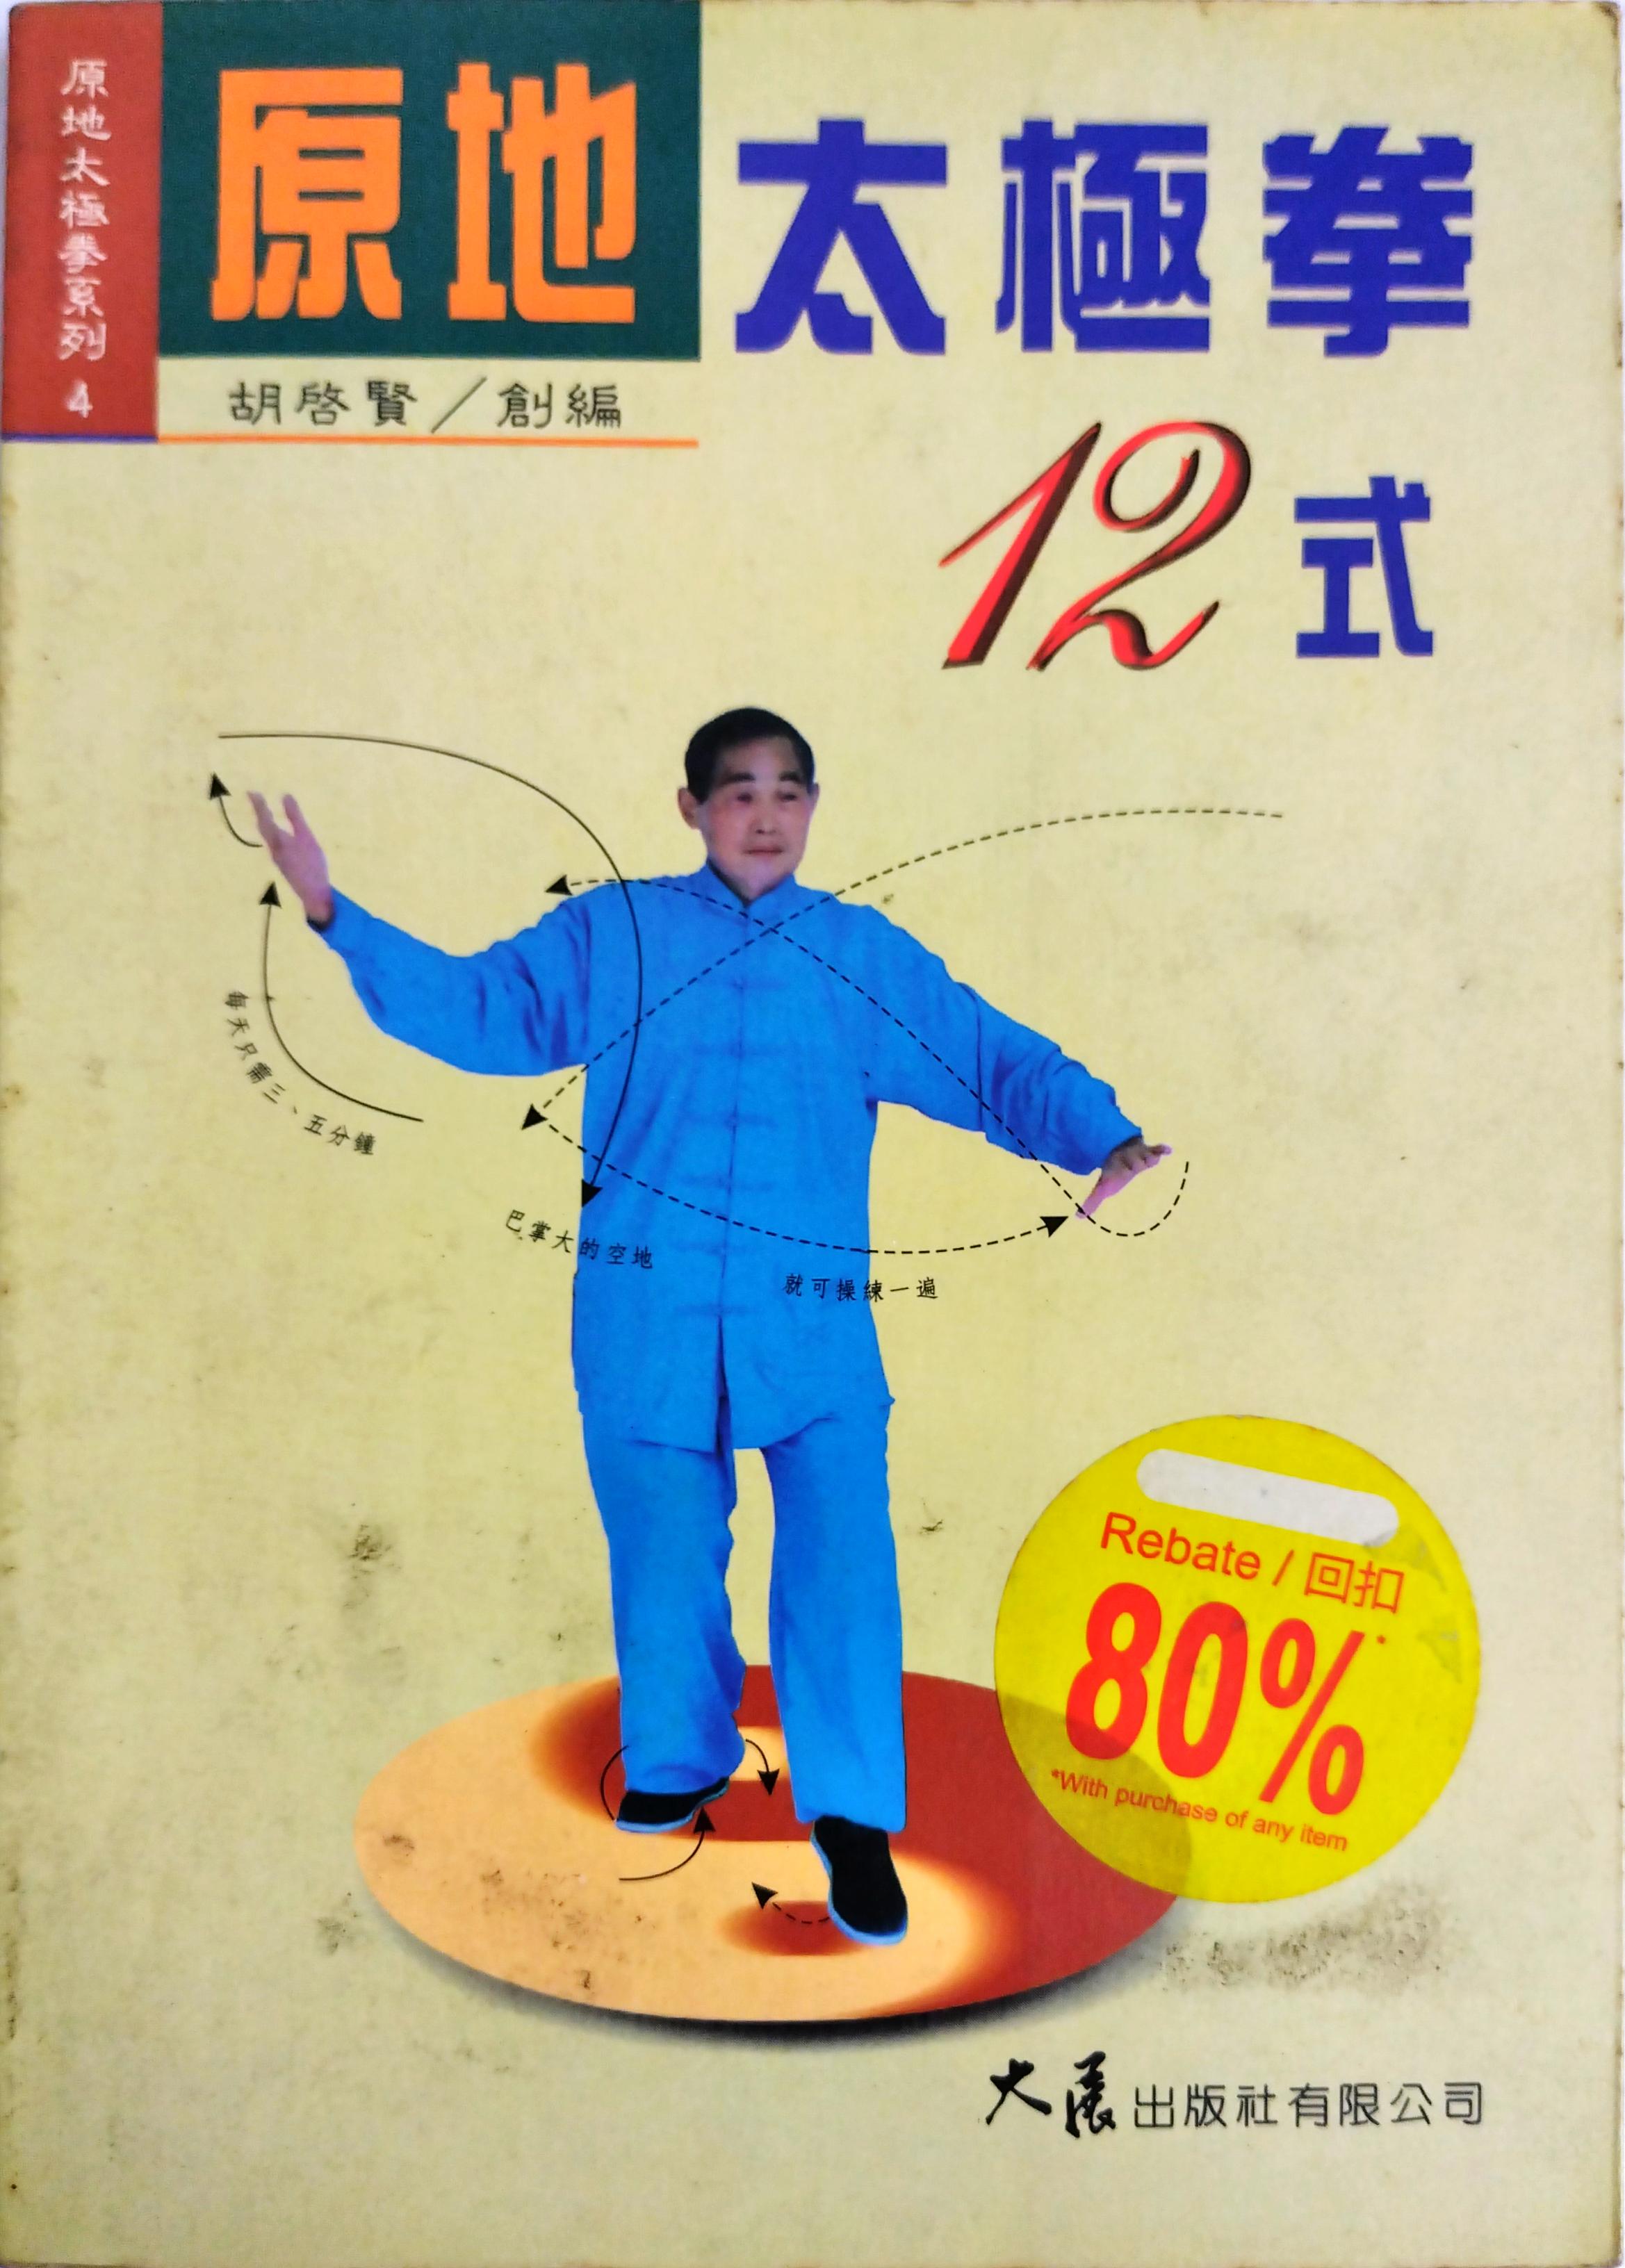 原地太極拳系列 4
原地太極拳
胡啓賢／創編
12式
每天只需三、五分鐘
巴掌大的空地
就可操練一遍
Rebate / 回扣
80%*
*With purchase of any item
大展出版社有限公司